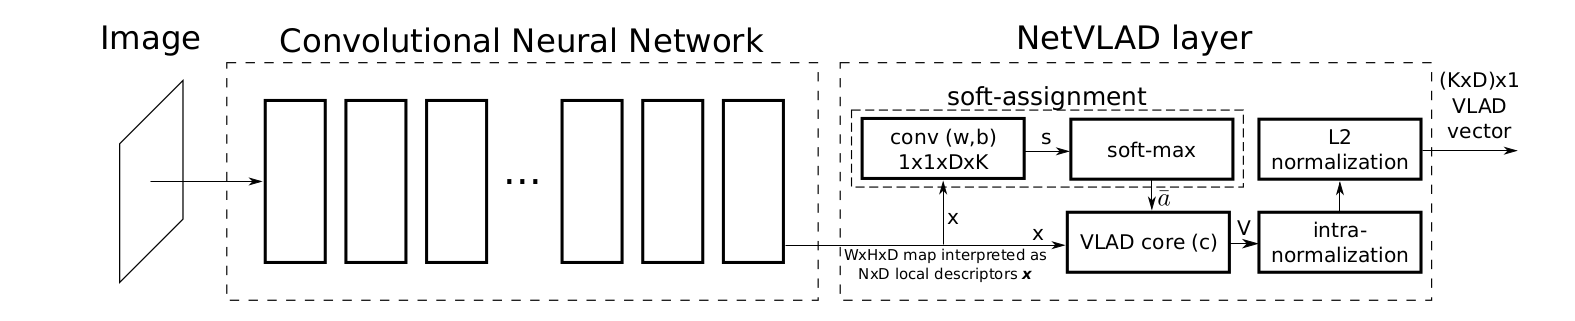 Image
Convolutional Neural Network
...
NetVLAD layer
soft-assignment
conv (w,b)
1x1xDxK
s
soft-max
L2
normalization
(KxD)x1
VLAD
vector
x
x
ā
VLAD core (c)
V
intra-
normalization
WxHxD map interpreted as
NxD local descriptors x